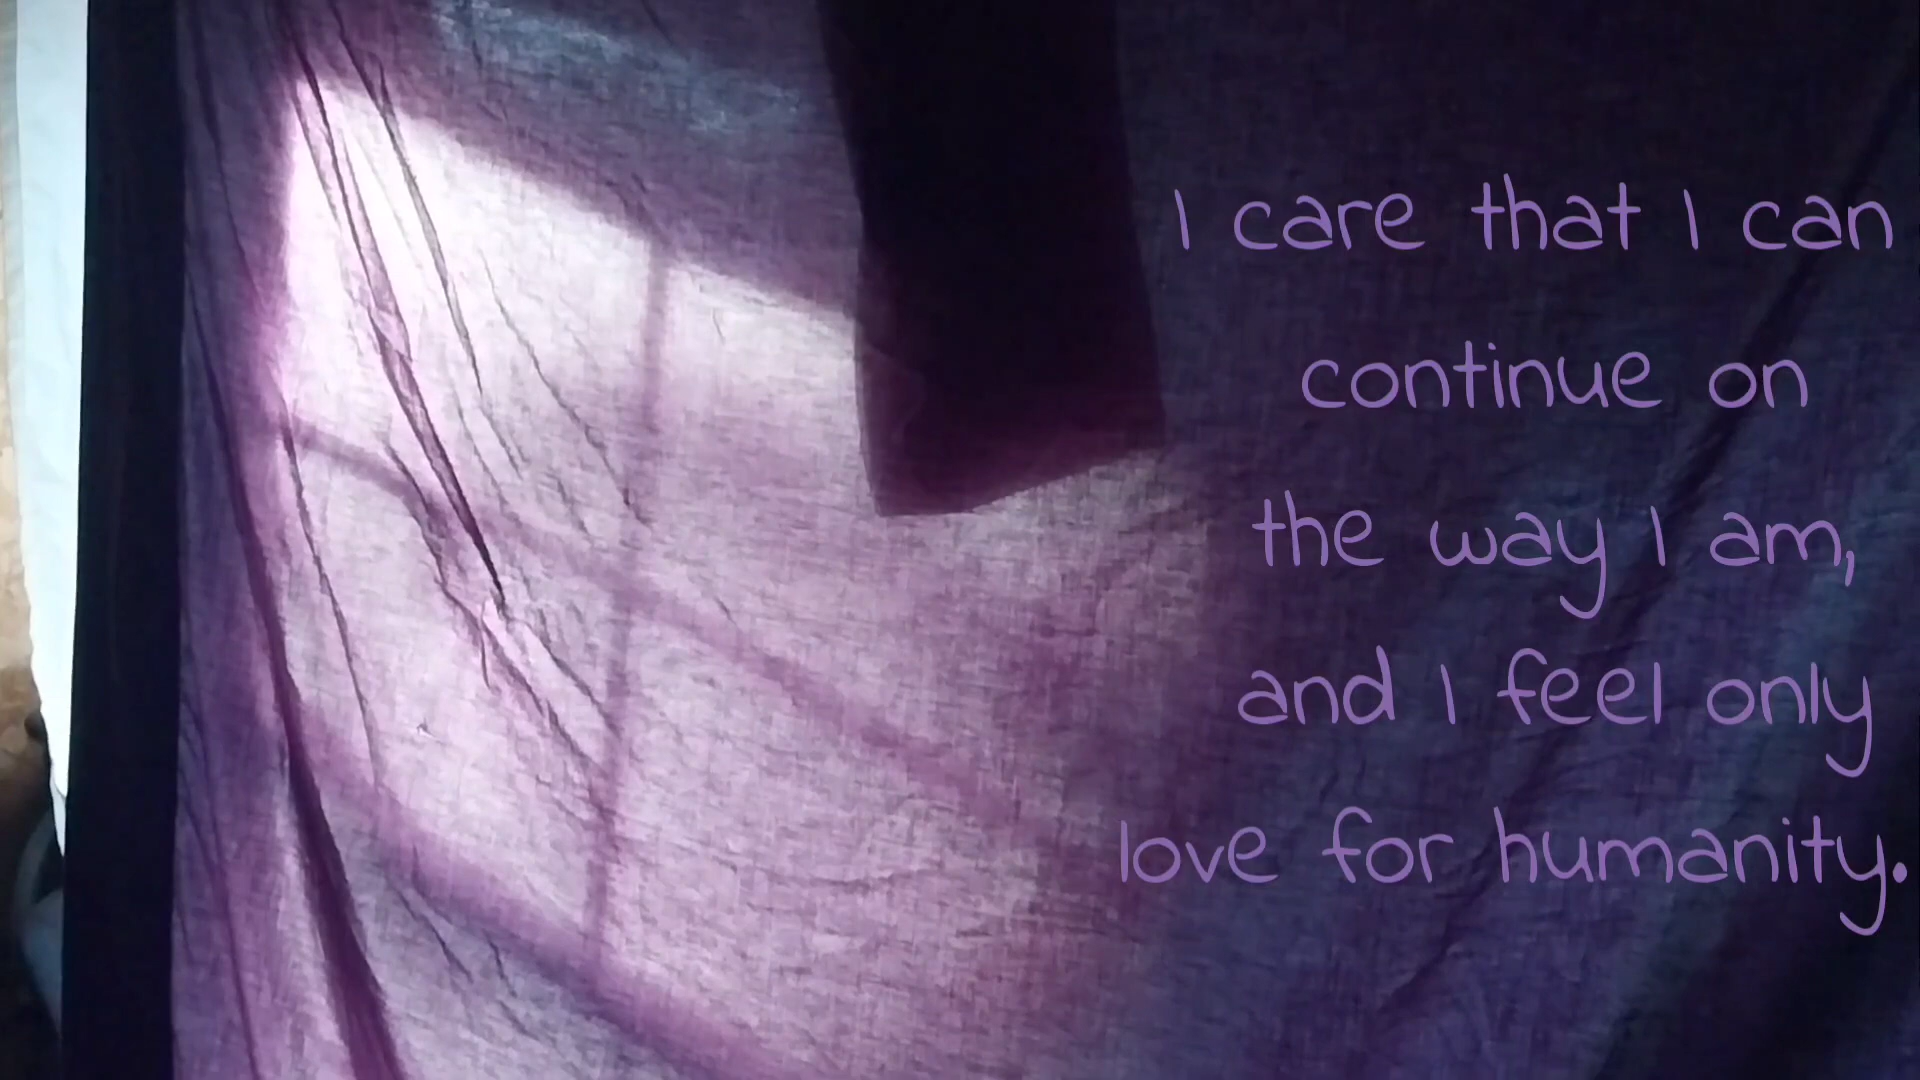 I care that I can
continue on
the way I am,
and I feel only
love for humanity.